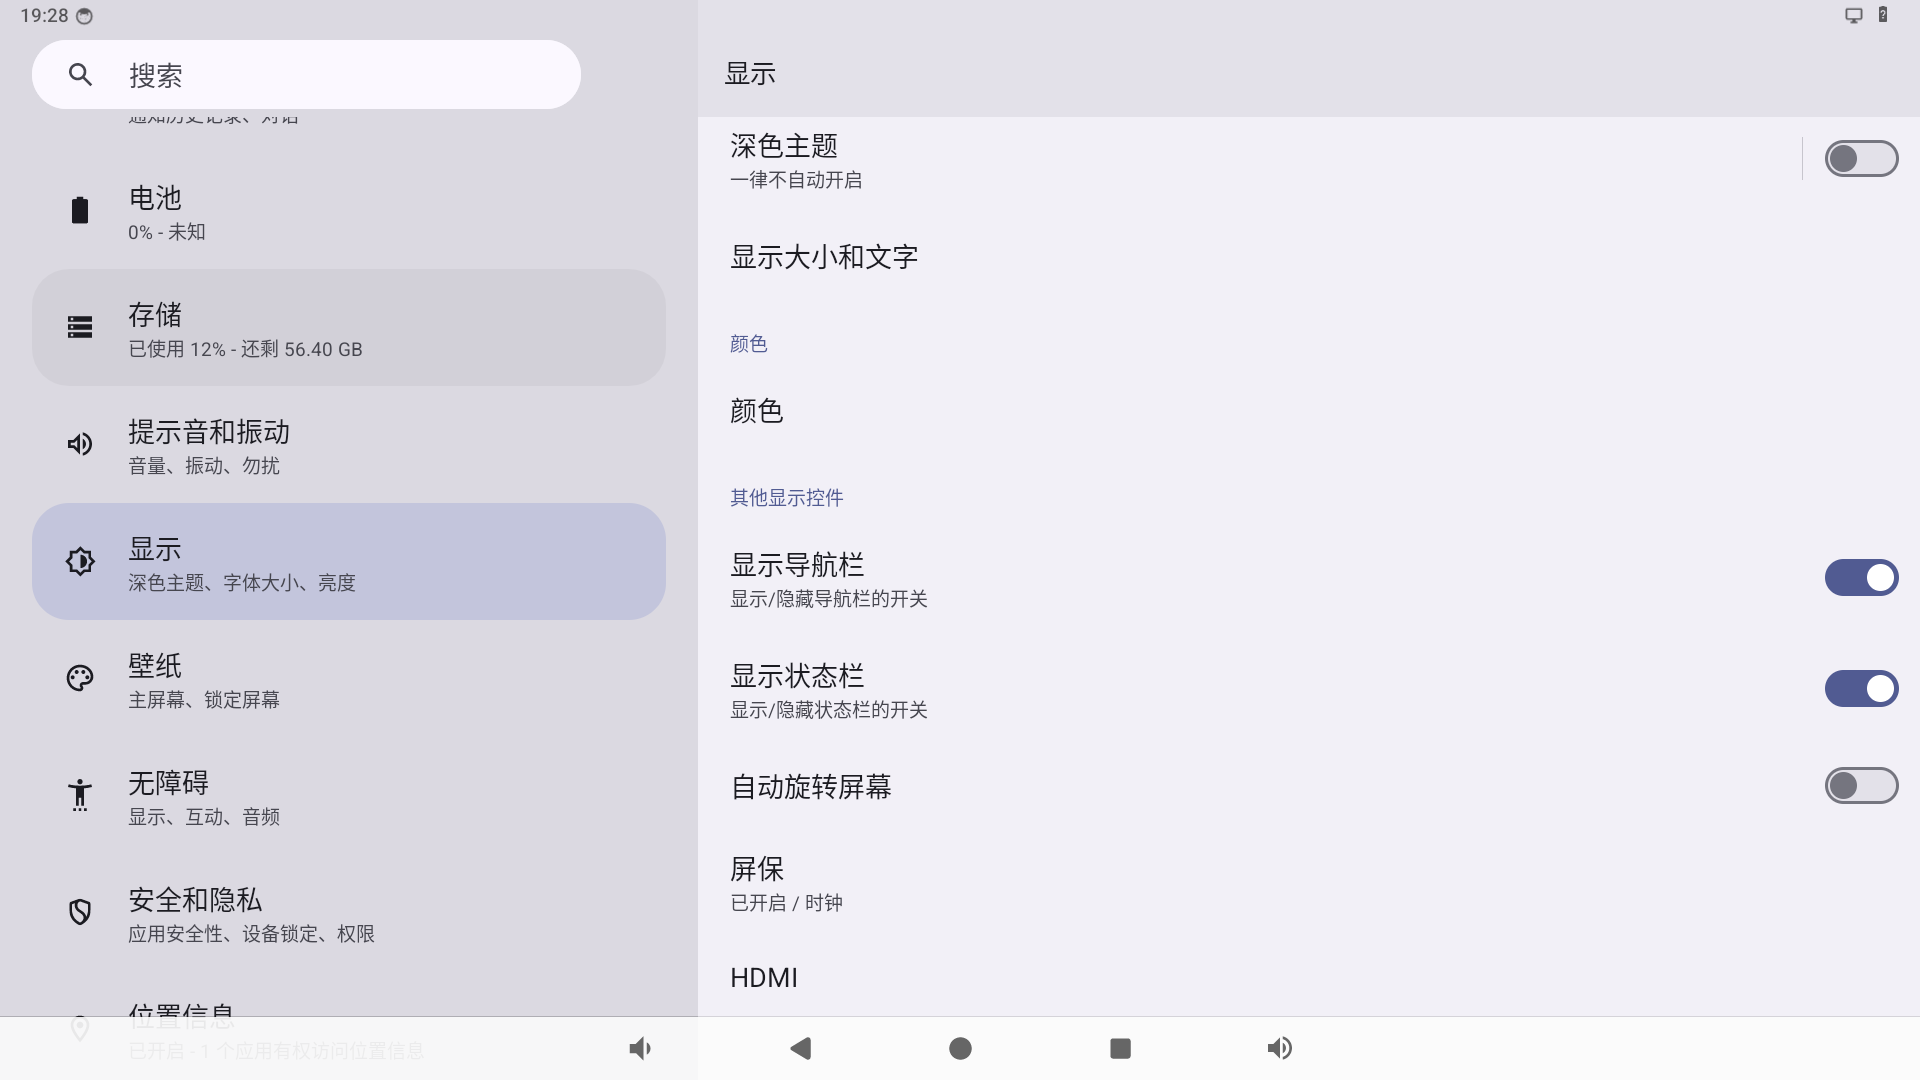 19:28
搜索
通知历史记录、对话
电池
0% - 未知
存储
已使用 12% - 还剩 56.40 GB
提示音和振动
音量、振动、勿扰
显示
深色主题、字体大小、亮度
壁纸
主屏幕、锁定屏幕
无障碍
显示、互动、音频
安全和隐私
应用安全性、设备锁定、权限
位置信息
已开启 - 1 个应用有权访问位置信息
显示
深色主题
一律不自动开启
显示大小和文字
颜色
颜色
其他显示控件
显示导航栏
显示/隐藏导航栏的开关
显示状态栏
显示/隐藏状态栏的开关
自动旋转屏幕
屏保
已开启 / 时钟
HDMI